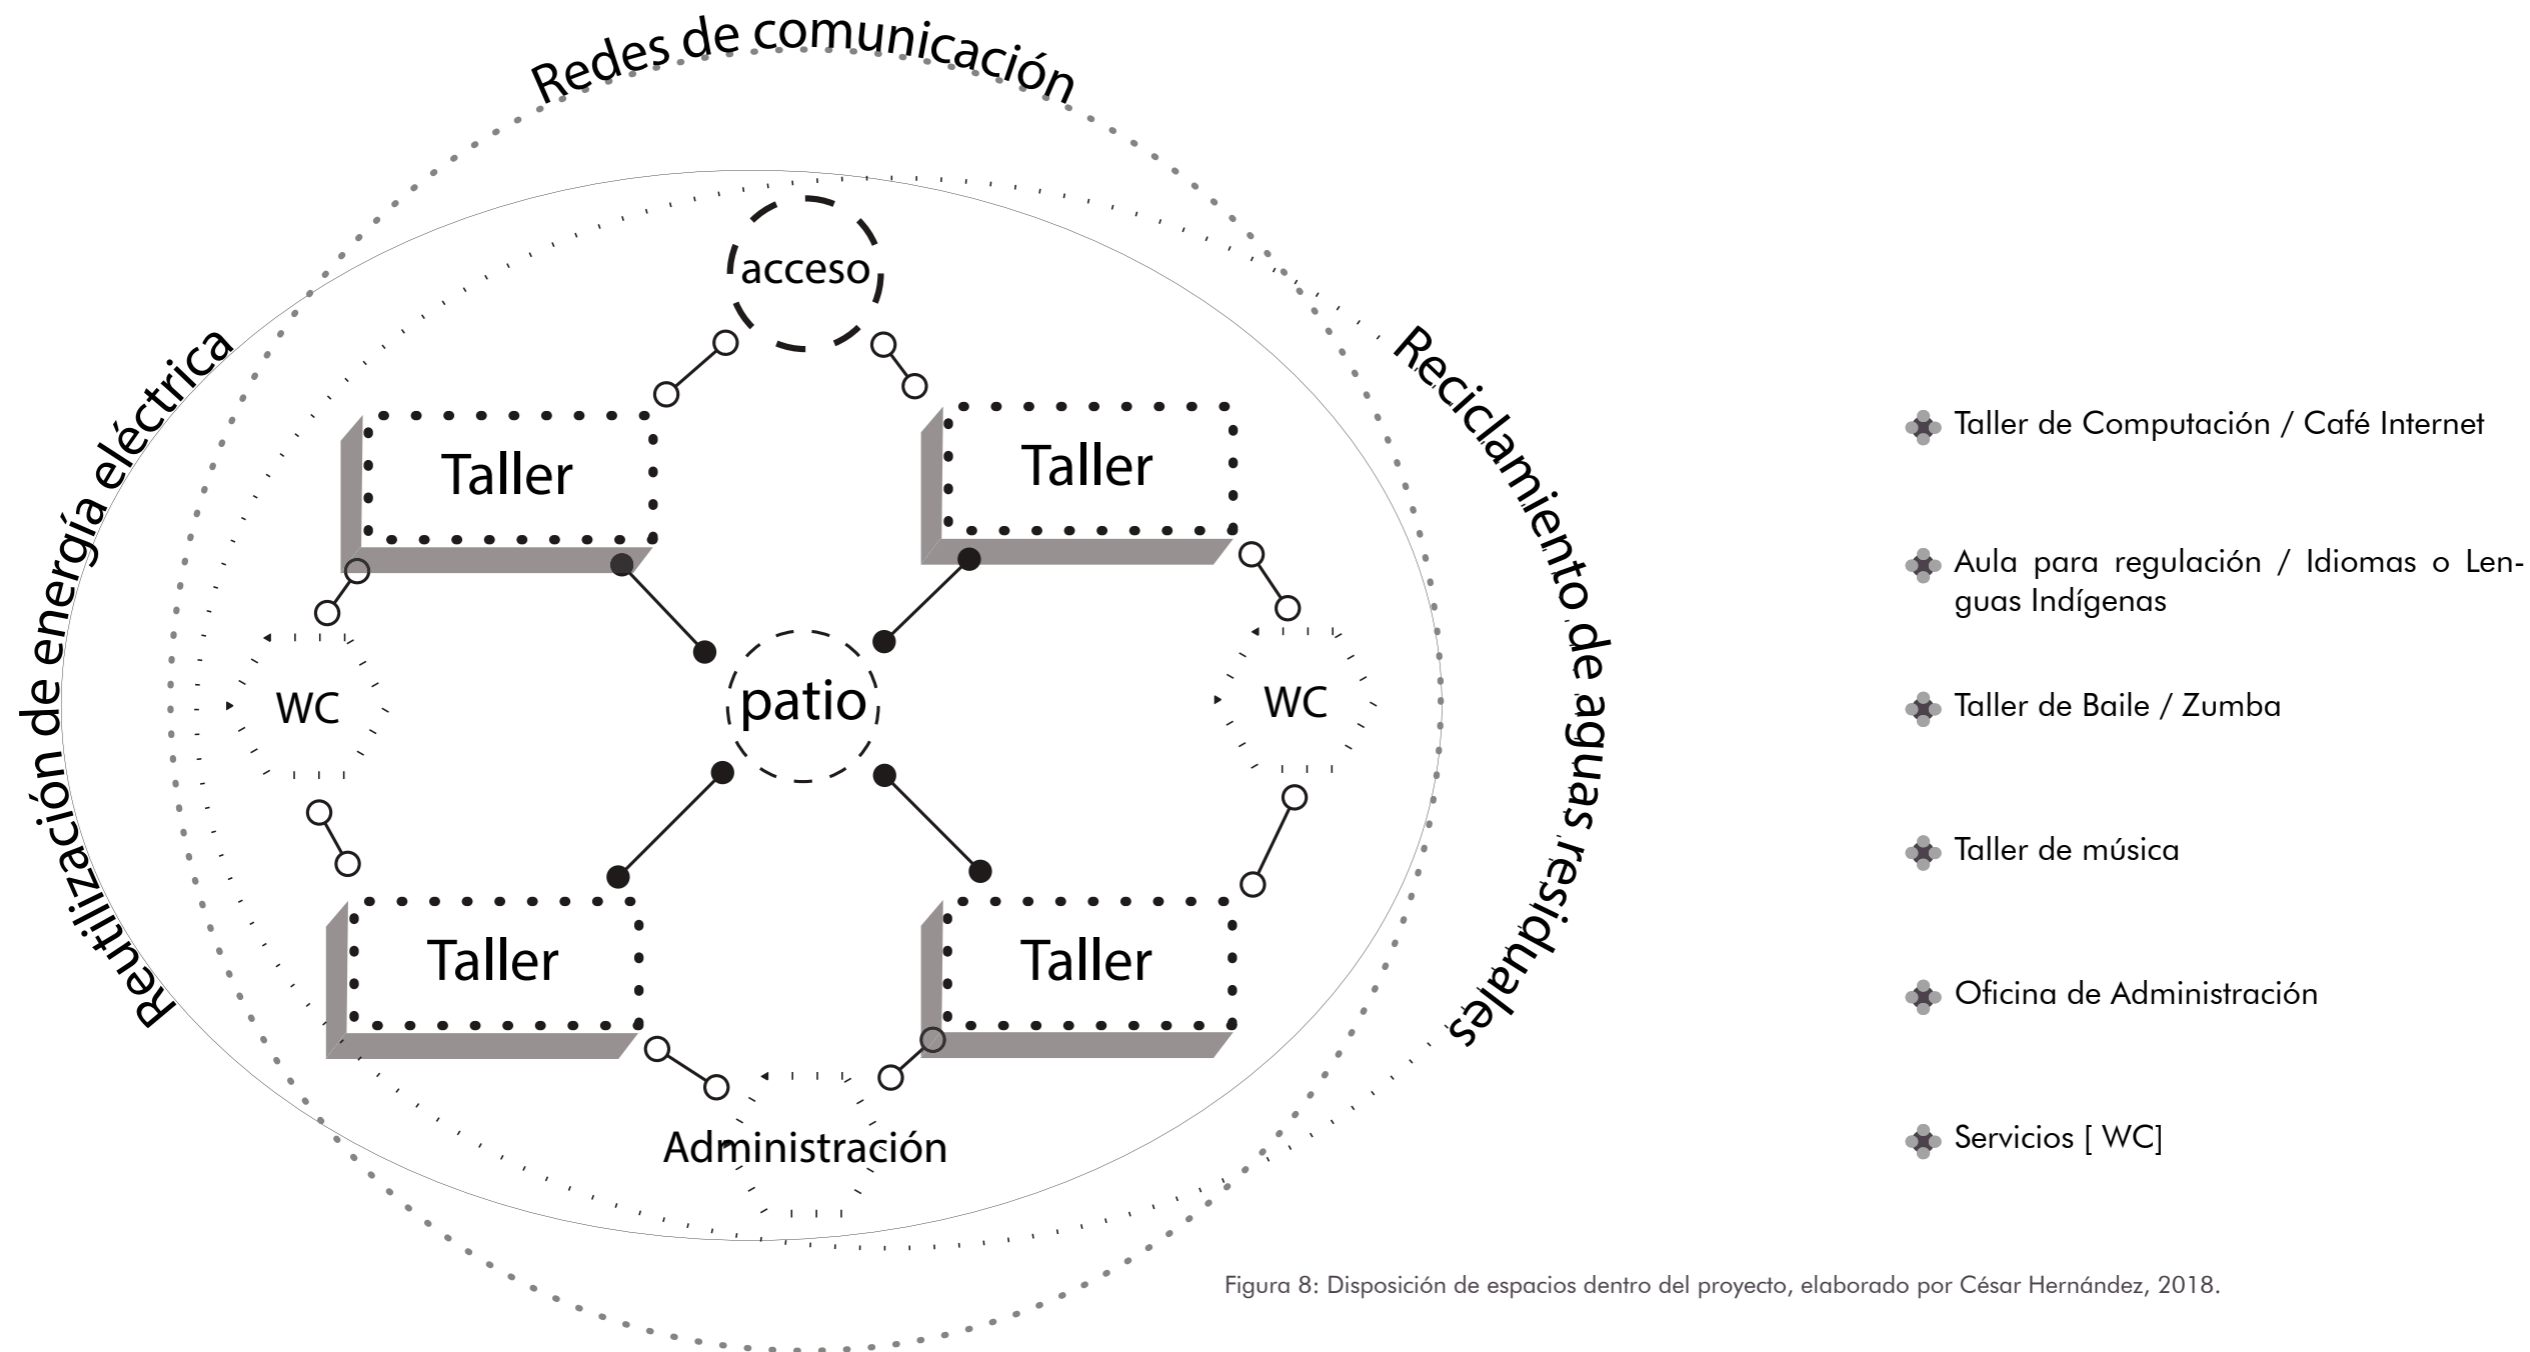 Redes de comunicación
acceso
Reutilización de energía eléctrica
Reciclamiento de aguas residuales
Taller
Taller
WC
patio
WC
Taller
Taller
Administración
Taller de Computación / Café Internet
Aula para regulación / Idiomas o Len-
guas Indígenas
Taller de Baile / Zumba
Taller de música
Oficina de Administración
Servicios [ WC]
Figura 8: Disposición de espacios dentro del proyecto, elaborado por César Hernández, 2018.